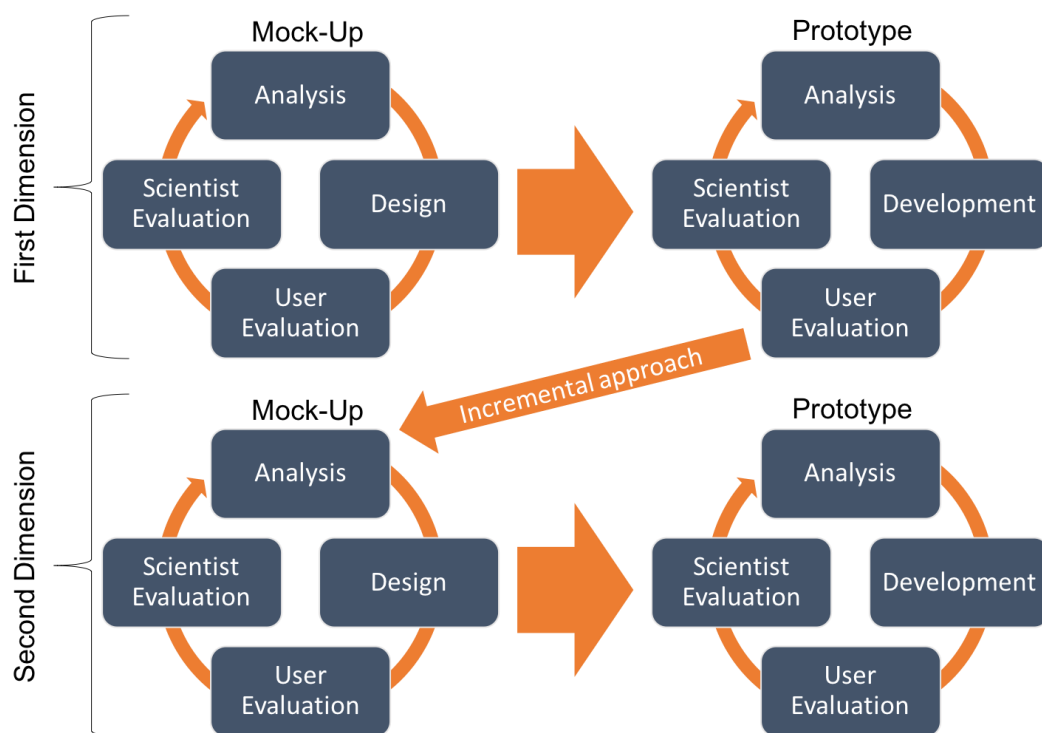 First Dimension
Mock-Up
Analysis
Design
User
Evaluation
Scientist
Evaluation
Prototype
Analysis
Development
User
Evaluation
Scientist
Evaluation
Incremental approach
Second Dimension
Mock-Up
Analysis
Design
User
Evaluation
Scientist
Evaluation
Prototype
Analysis
Development
User
Evaluation
Scientist
Evaluation